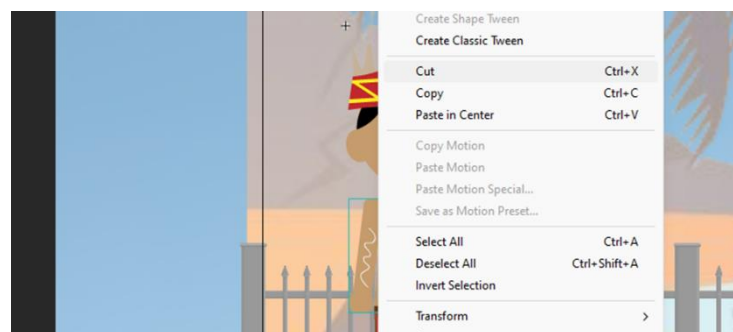 Create Shape Tween
Create Classic Tween
Cut Ctrl+X
Copy Ctrl+C
Paste in Center Ctrl+V
Copy Motion
Paste Motion
Paste Motion Special...
Save as Motion Preset...
Select All Ctrl+A
Deselect All Ctrl+Shift+A
Invert Selection
Transform